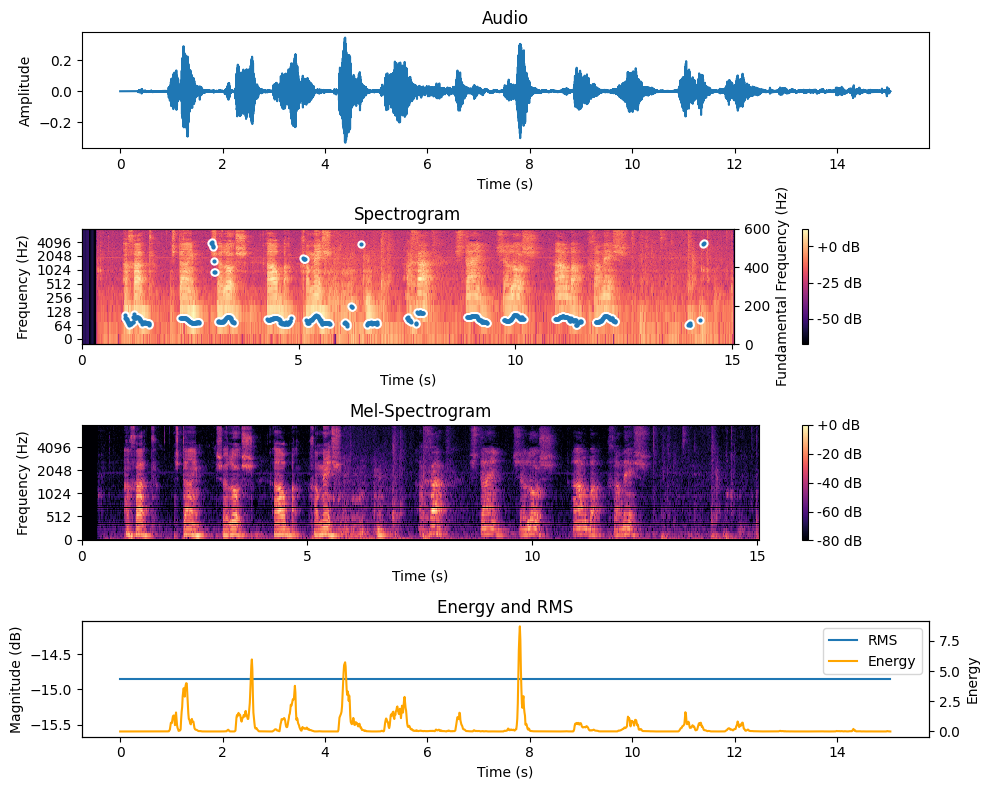 Audio
Amplitude
0.2
0.0
−0.2
0 2 4 6 8 10 12 14
Time (s)
Spectrogram
Frequency (Hz)
4096
2048
1024
512
256
128
64
0
600
400
200
0
Fundamental Frequency (Hz)
+0 dB
-25 dB
-50 dB
0 5 10 15
Time (s)
Mel-Spectrogram
Frequency (Hz)
4096
2048
1024
512
0
+0 dB
-20 dB
-40 dB
-60 dB
-80 dB
0 5 10 15
Time (s)
Energy and RMS
Magnitude (dB)
−14.5
−15.0
−15.5
RMS
Energy
7.5
5.0
2.5
0.0
Energy
0 2 4 6 8 10 12 14
Time (s)